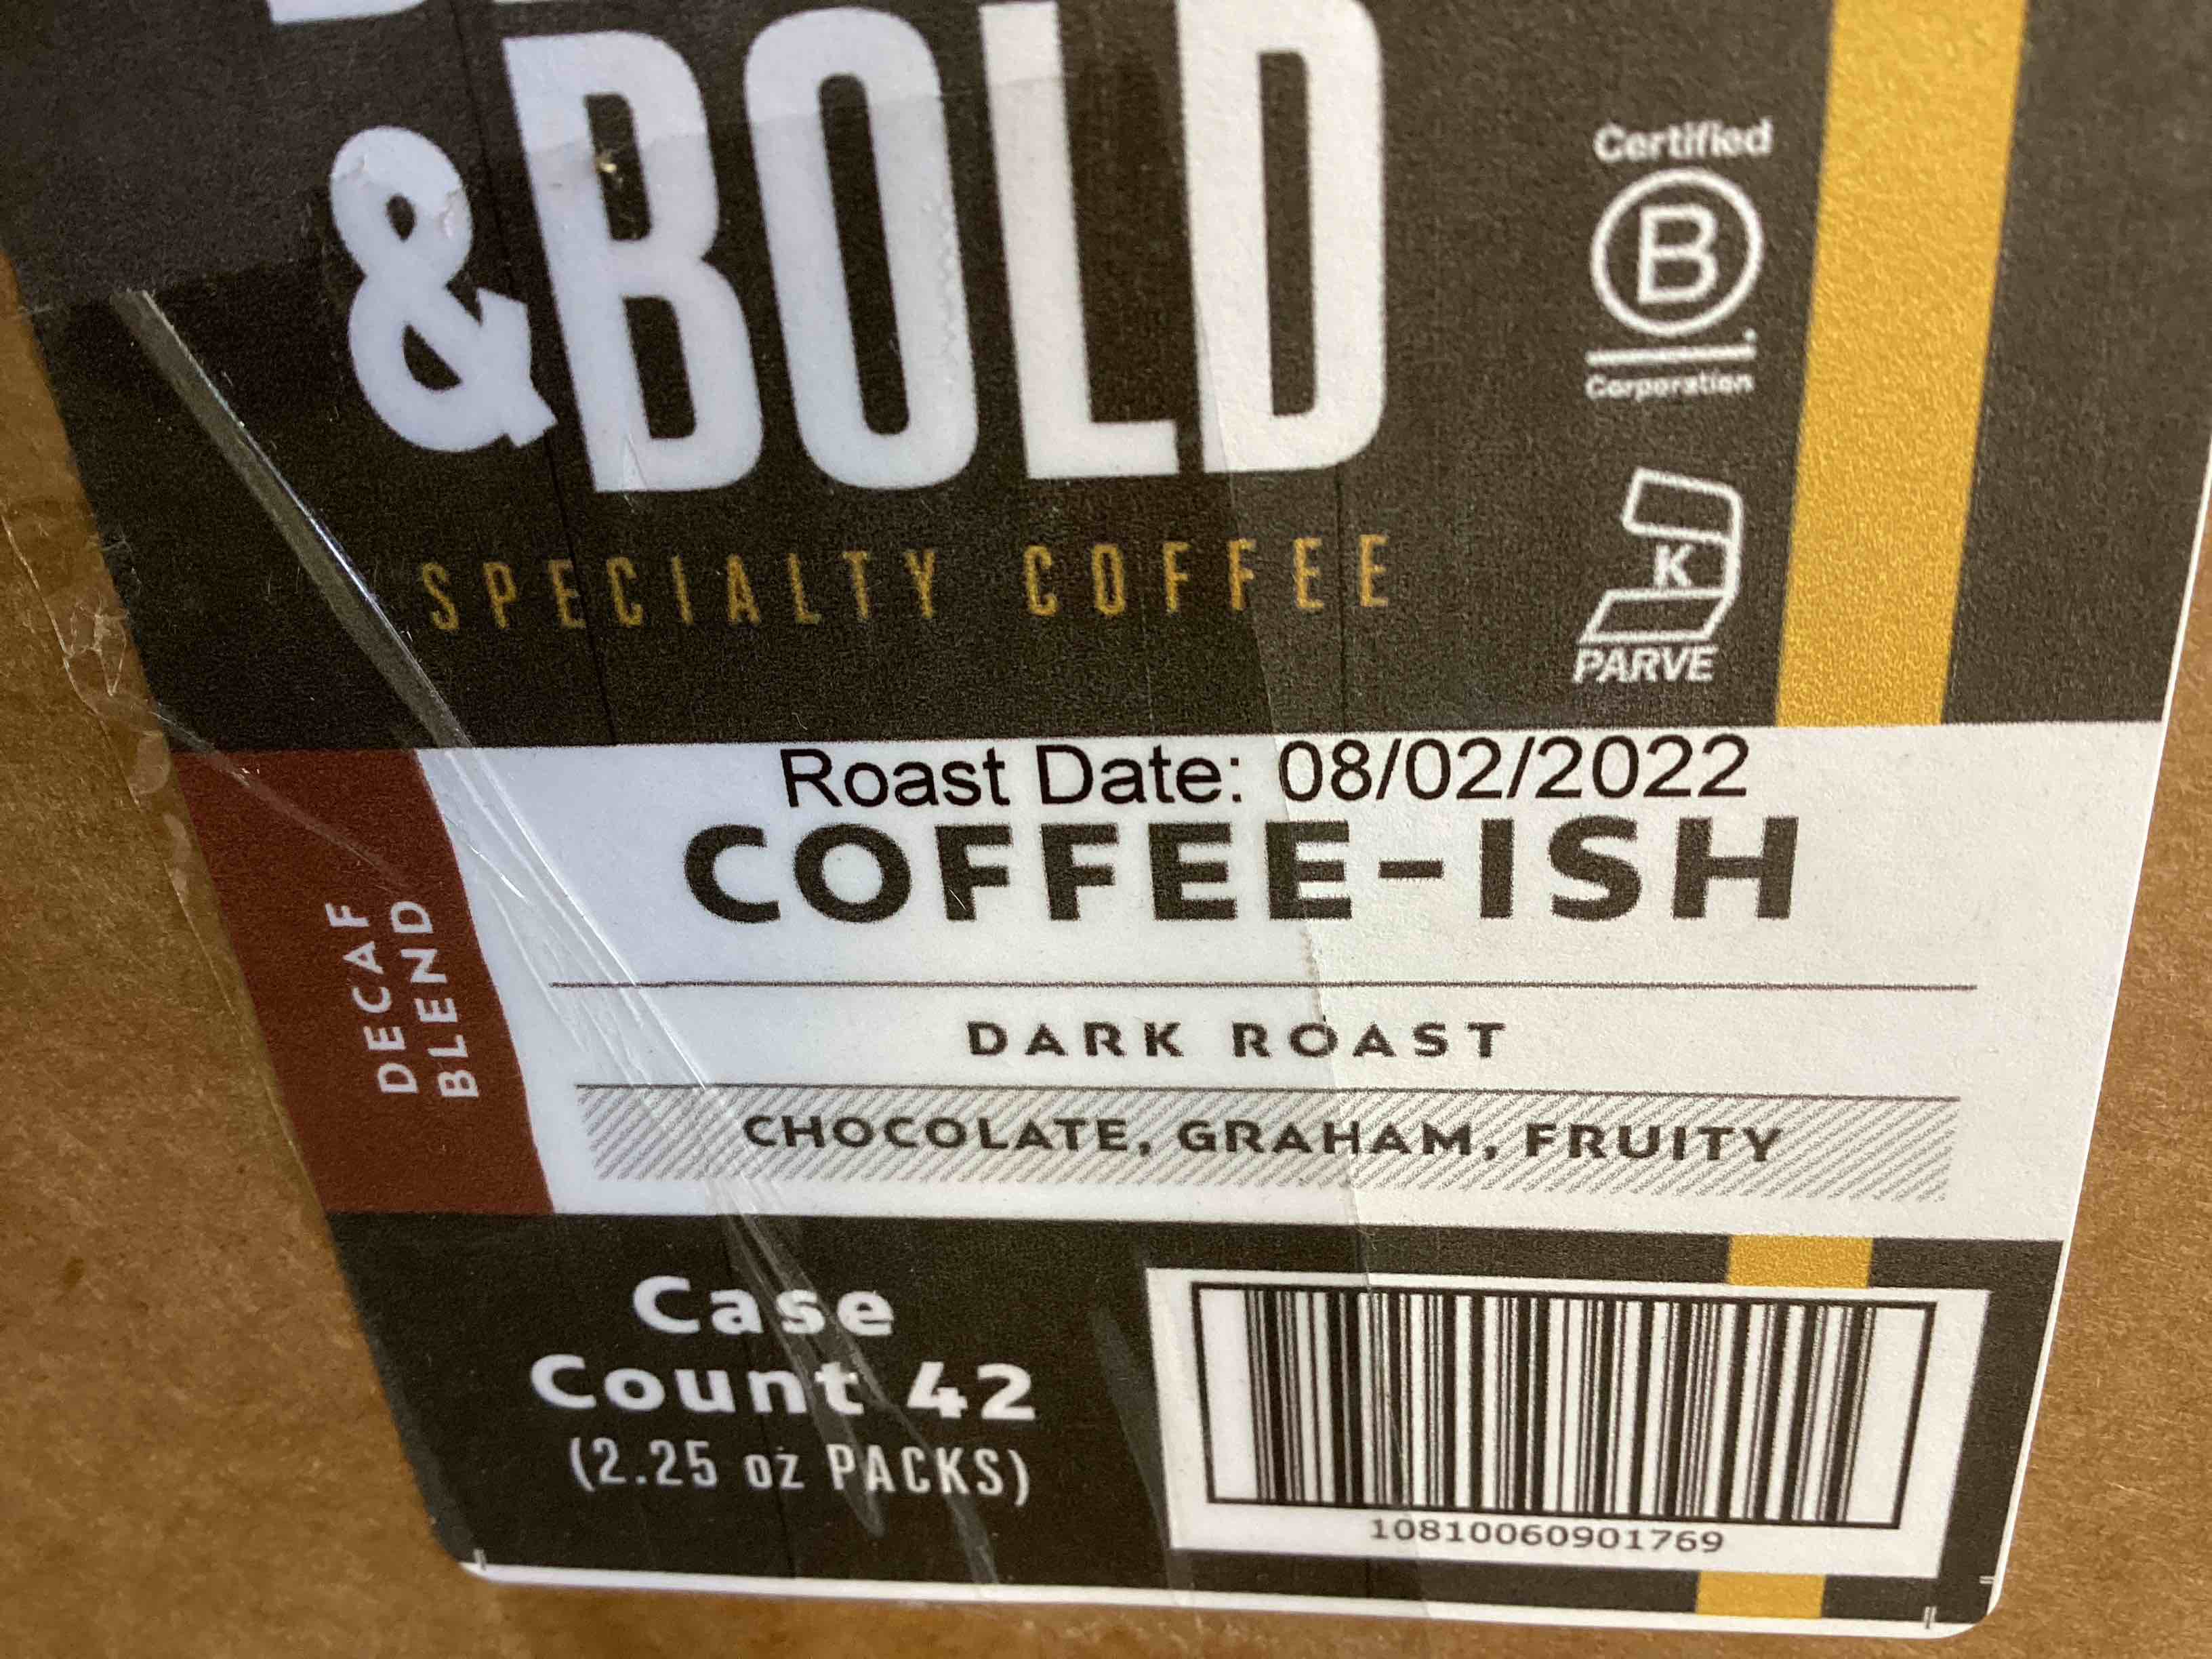 &BOLD
SPECIALTY COFFEE
Certified
B
Corporation
K
PARVE
Roast Date: 08/02/2022
COFFEE-ISH
DECAF
BLEND
DARK ROAST
CHOCOLATE, GRAHAM, FRUITY
Case
Count 42
(2.25 oz PACKS)
10810060901769